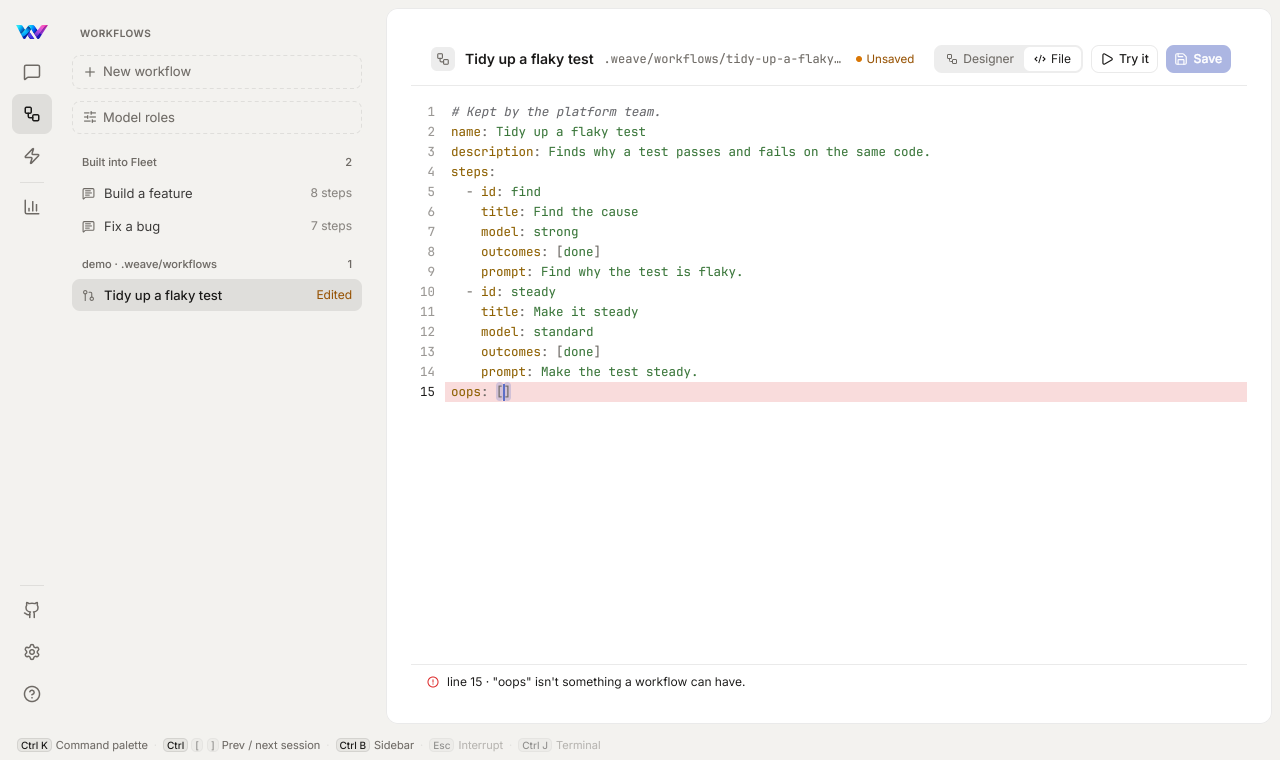 WORKFLOWS
New workflow
Model roles
Built into Fleet 2
Build a feature 8 steps
Fix a bug 7 steps
demo · .weave/workflows 1
Tidy up a flaky test Edited
Tidy up a flaky test .weave/workflows/tidy-up-a-flaky… Unsaved Designer File Try it Save
1 # Kept by the platform team.
2 name: Tidy up a flaky test
3 description: Finds why a test passes and fails on the same code.
4 steps:
5 - id: find
6 title: Find the cause
7 model: strong
8 outcomes: [done]
9 prompt: Find why the test is flaky.
10 - id: steady
11 title: Make it steady
12 model: standard
13 outcomes: [done]
14 prompt: Make the test steady.
15 oops: []
line 15 · "oops" isn't something a workflow can have.
Ctrl K Command palette · Ctrl [ ] Prev / next session · Ctrl B Sidebar · Esc Interrupt · Ctrl J Terminal